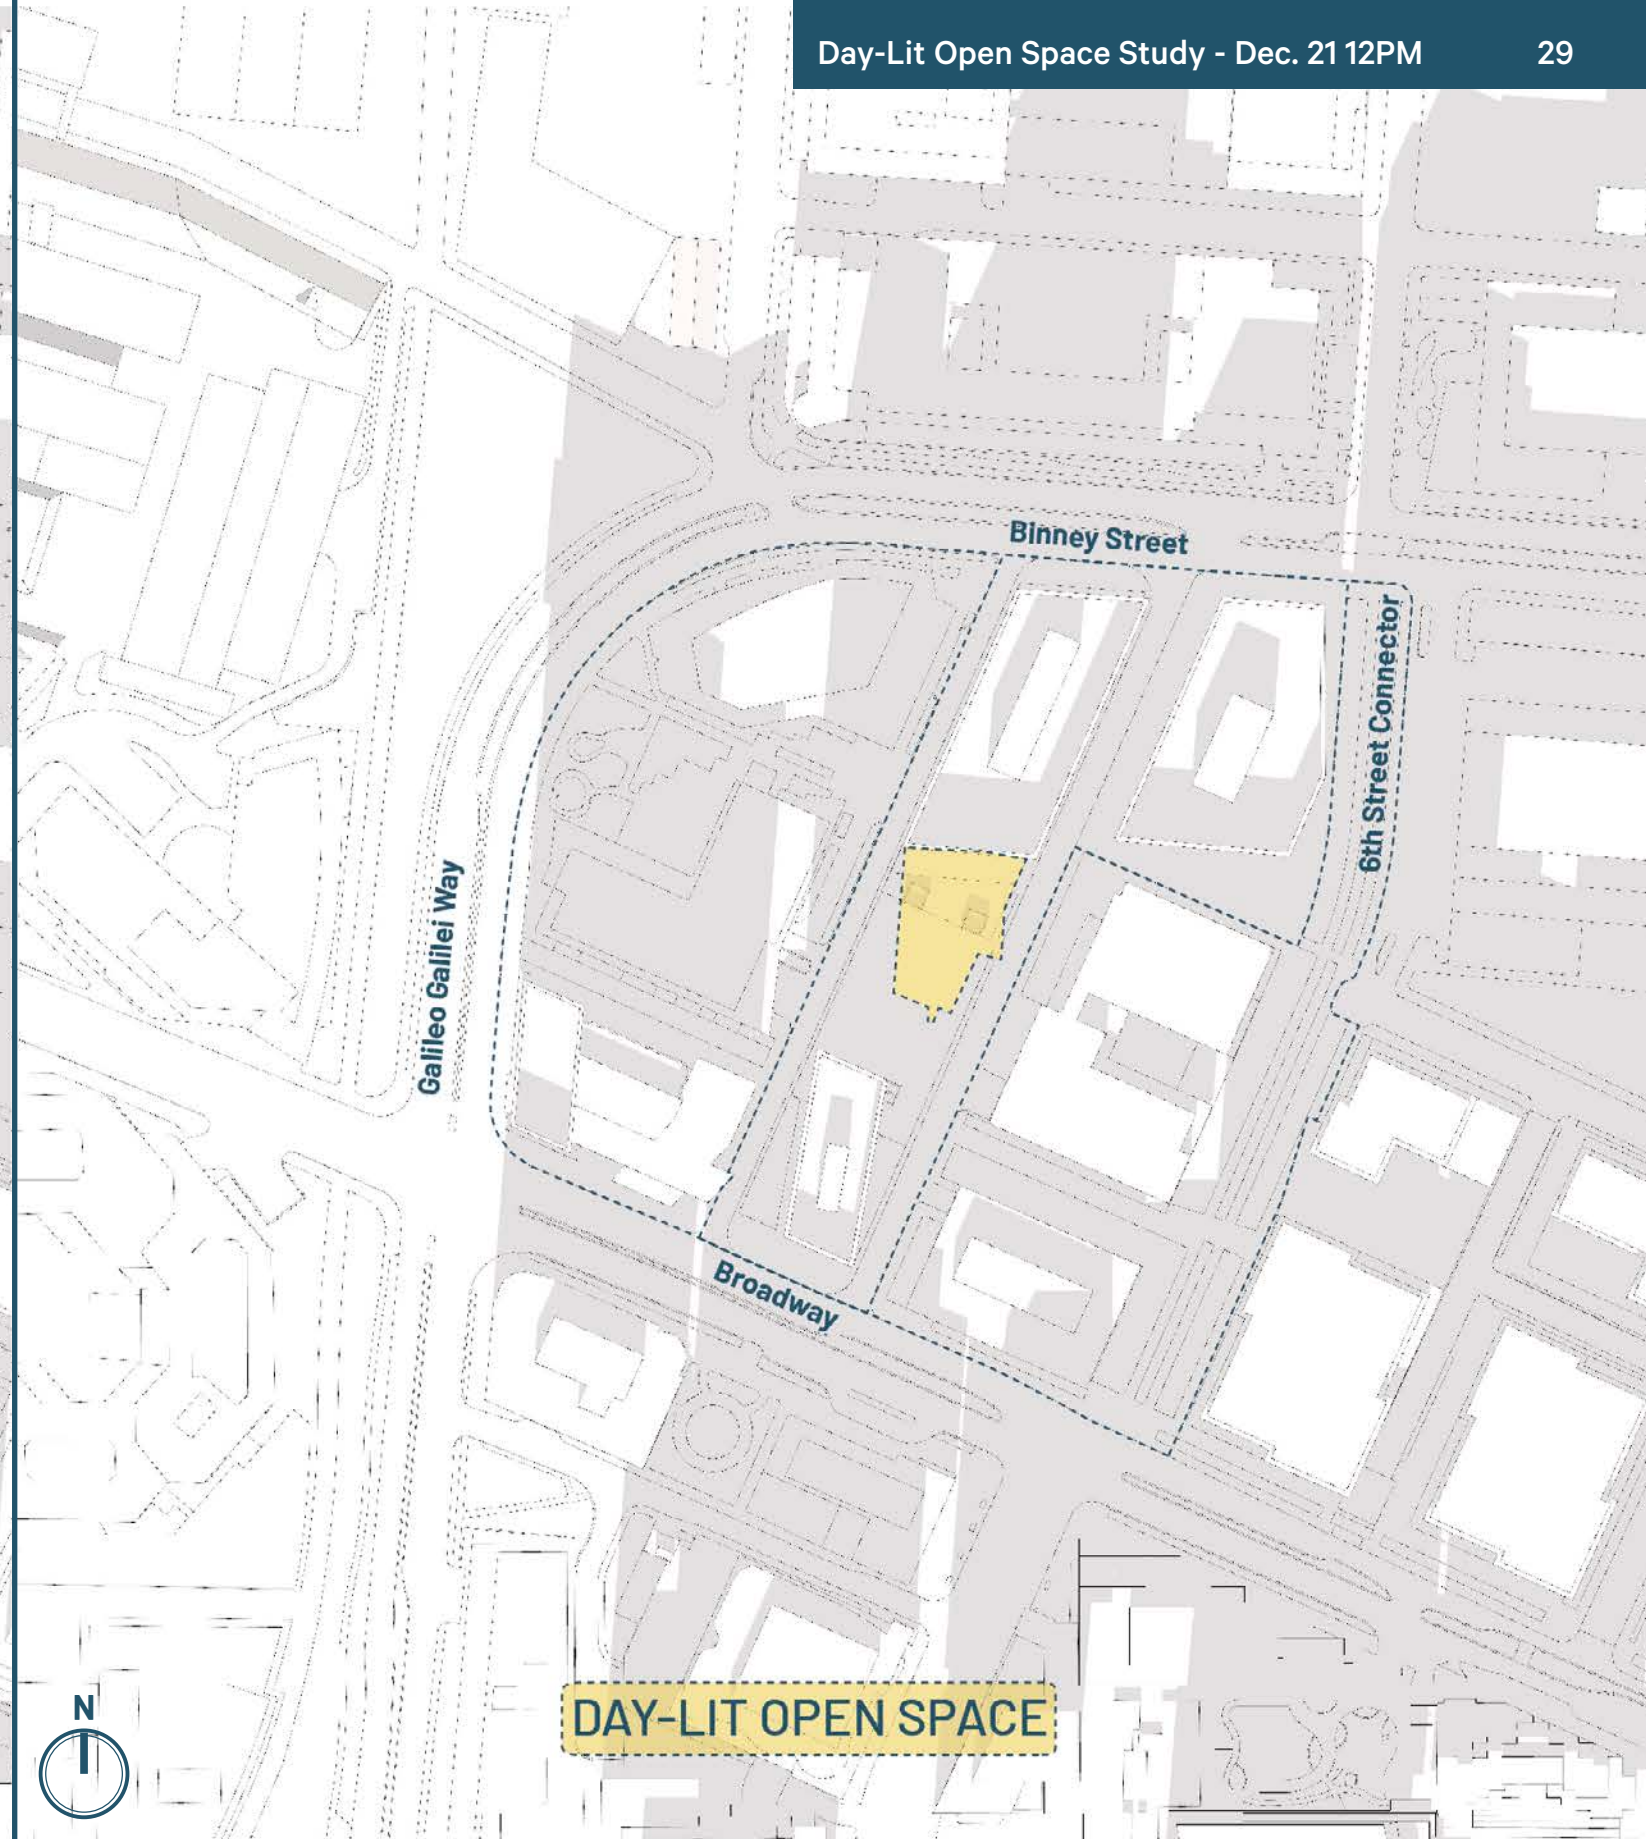 Day-Lit Open Space Study - Dec. 21 12PM
29
Binney Street
6th Street Connector
Galileo Galilei Way
Broadway
DAY-LIT OPEN SPACE
N